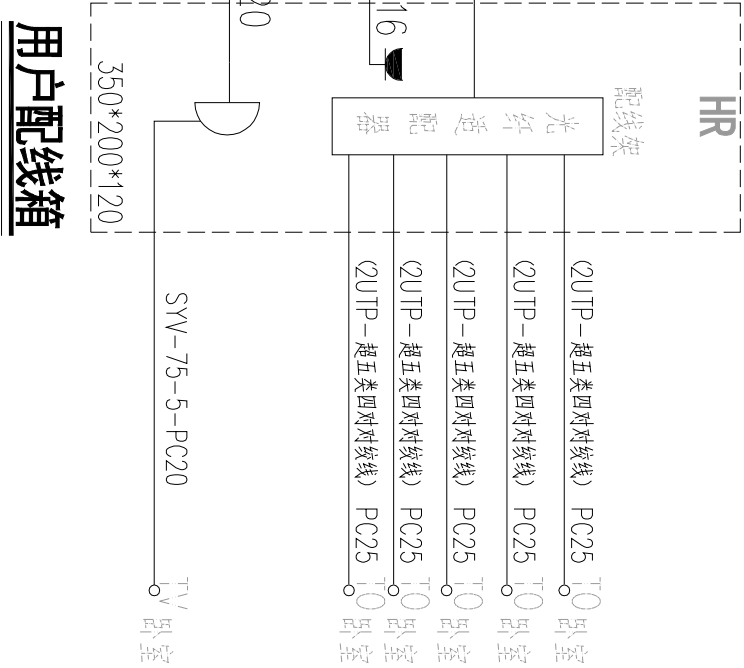 HR
配线架
光纤适配器
(2UTP-超五类四对对绞线) PC25 TO 卧室
(2UTP-超五类四对对绞线) PC25 TO 卧室
(2UTP-超五类四对对绞线) PC25 TO 卧室
(2UTP-超五类四对对绞线) PC25 TO 卧室
(2UTP-超五类四对对绞线) PC25 TO 卧室
16
20
SYV-75-5-PC20 TV 卧室
350*200*120
用户配线箱